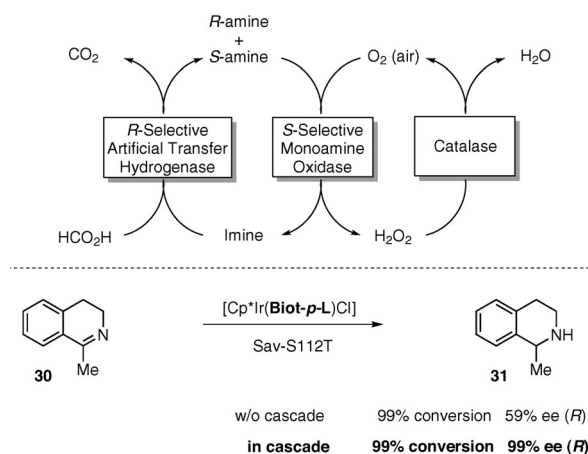 R-amine
+
S-amine
CO2
O2 (air)
H2O
R-Selective
Artificial Transfer
Hydrogenase
S-Selective
Monoamine
Oxidase
Catalase
HCO2H
Imine
H2O2
[Cp*Ir(Biot-p-L)Cl]
Sav-S112T
N
Me
30
NH
Me
31
w/o cascade 99% conversion 59% ee (R)
in cascade 99% conversion 99% ee (R)